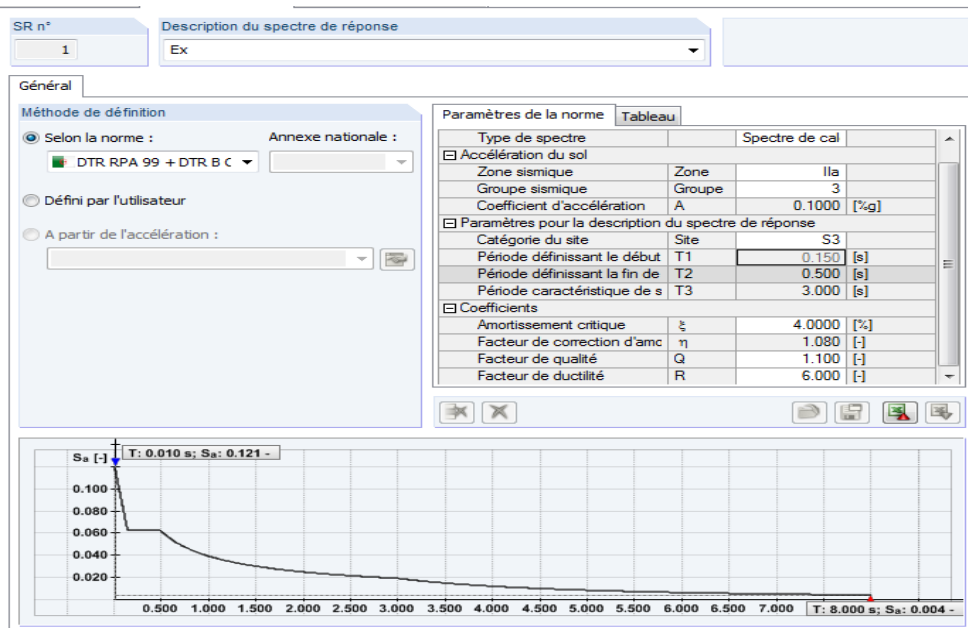 SR n°
Description du spectre de réponse
1
Ex
Général
Méthode de définition
Selon la norme :
Annexe nationale :
DTR RPA 99 + DTR B C
Défini par l'utilisateur
A partir de l'accélération :
Paramètres de la norme
Tableau
Type de spectre Spectre de cal
Accélération du sol
Zone sismique Zone IIa
Groupe sismique Groupe 3
Coefficient d'accélération A 0.1000 [%g]
Paramètres pour la description du spectre de réponse
Catégorie du site Site S3
Période définissant le début T1 0.150 [s]
Période définissant la fin de T2 0.500 [s]
Période caractéristique de s T3 3.000 [s]
Coefficients
Amortissement critique ξ 4.0000 [%]
Facteur de correction d'amc η 1.080 [-]
Facteur de qualité Q 1.100 [-]
Facteur de ductilité R 6.000 [-]
Sa [-]
T: 0.010 s; Sa: 0.121 -
0.100
0.080
0.060
0.040
0.020
0.500 1.000 1.500 2.000 2.500 3.000 3.500 4.000 4.500 5.000 5.500 6.000 6.500 7.000
T: 8.000 s; Sa: 0.004 -